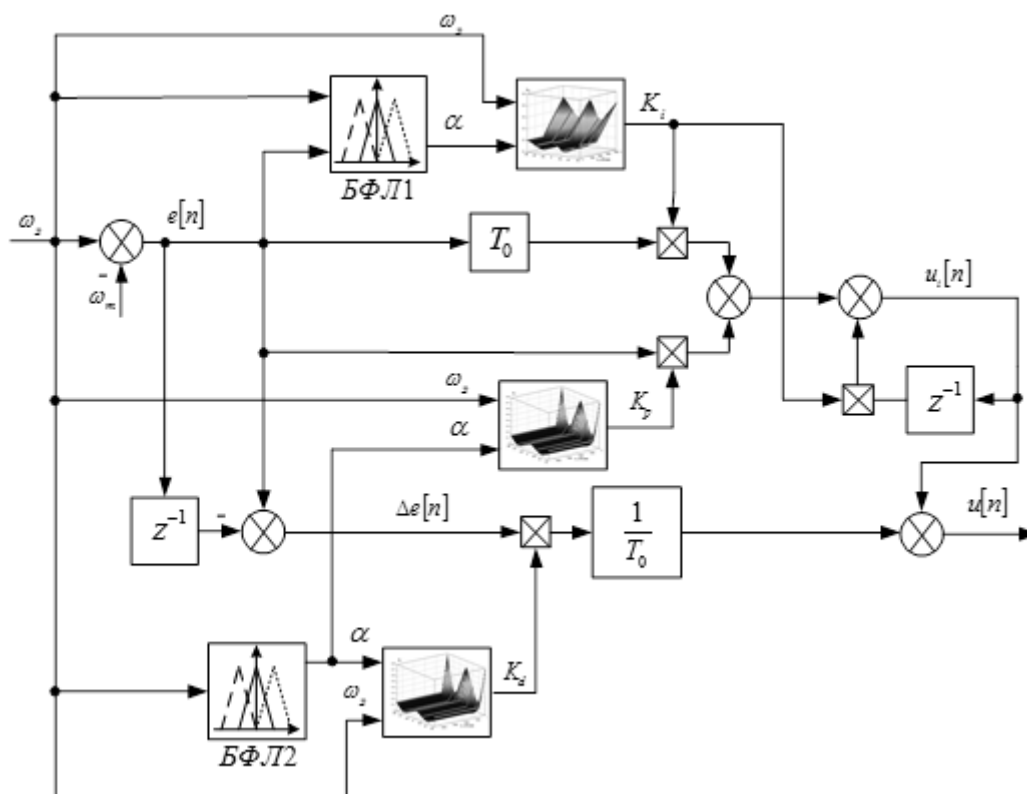 ω_з
K_i
α
БФЛ1
ω_з
e[n]
T_0
-
ω_m
u_i[n]
ω_з
K_p
z^{-1}
α
z^{-1}
-
Δe[n]
1/T_0
u[n]
α
K_d
ω_з
БФЛ2